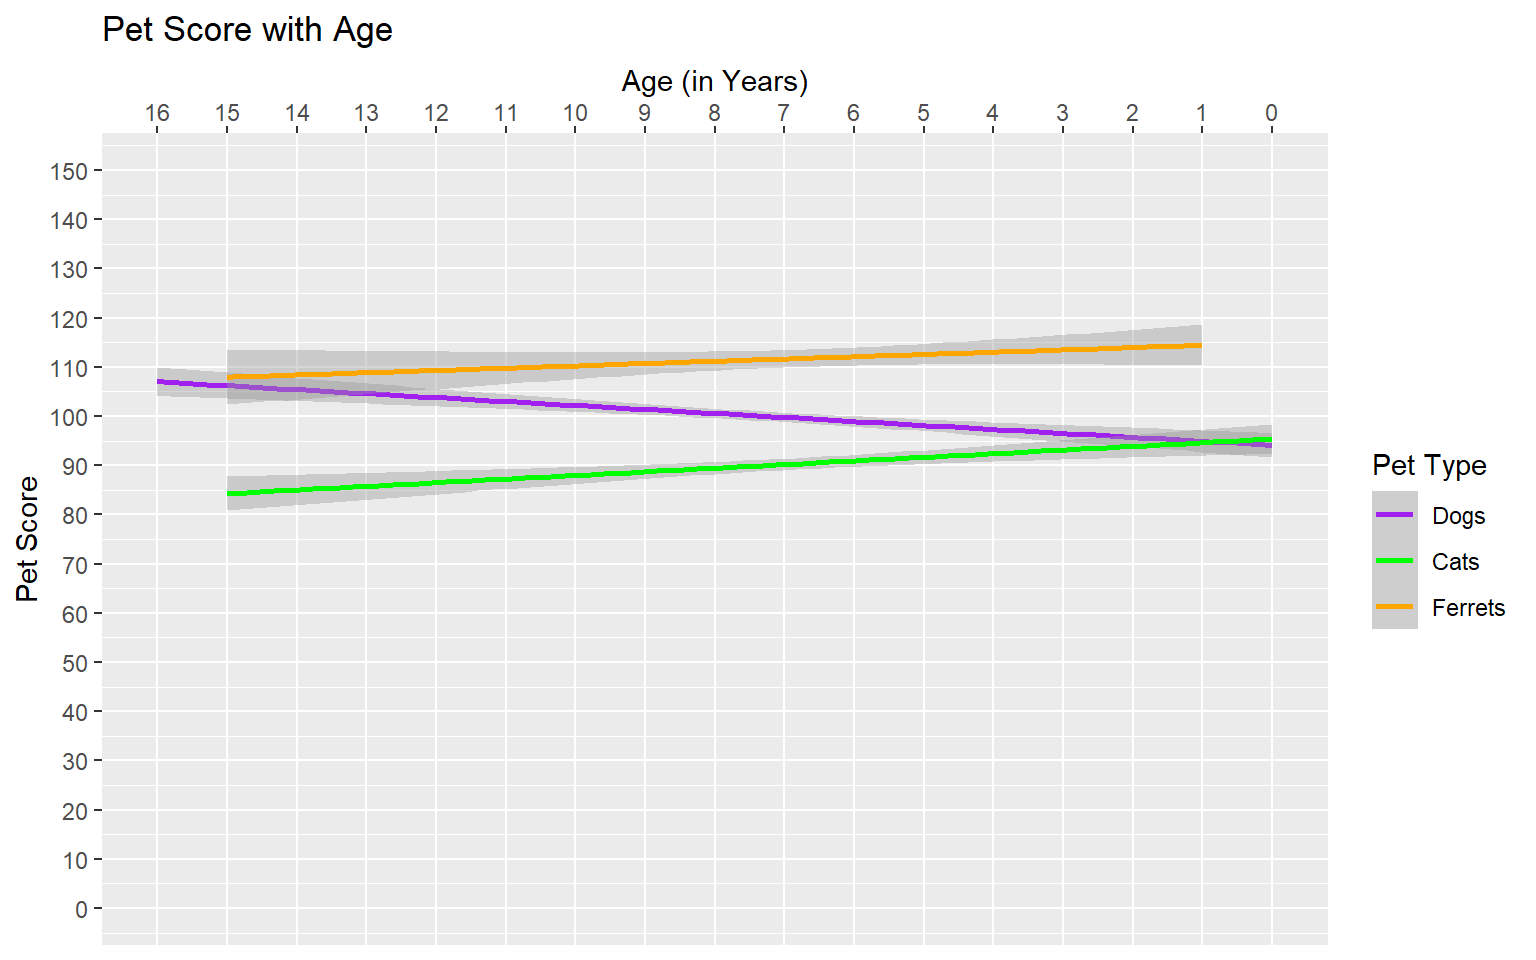 Pet Score with Age
Age (in Years)
16 15 14 13 12 11 10 9 8 7 6 5 4 3 2 1 0
150
140
130
120
110
100
90
80
70
60
50
40
30
20
10
0
Pet Score
Pet Type
Dogs
Cats
Ferrets